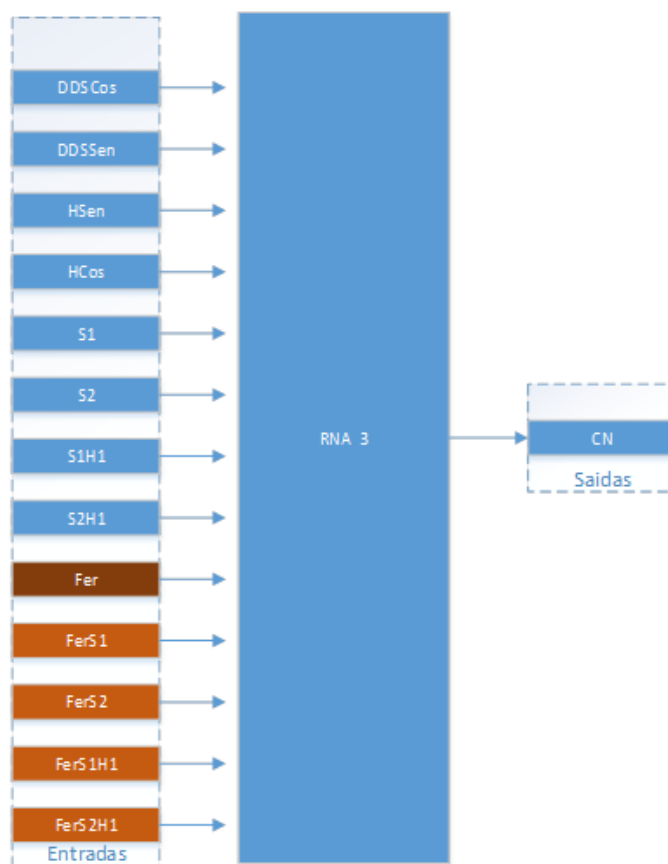 DDSCos
DDSSen
HSen
HCos
S1
S2
S1H1
S2H1
Fer
FerS1
FerS2
FerS1H1
FerS2H1
Entradas
RNA 3
CN
Saidas